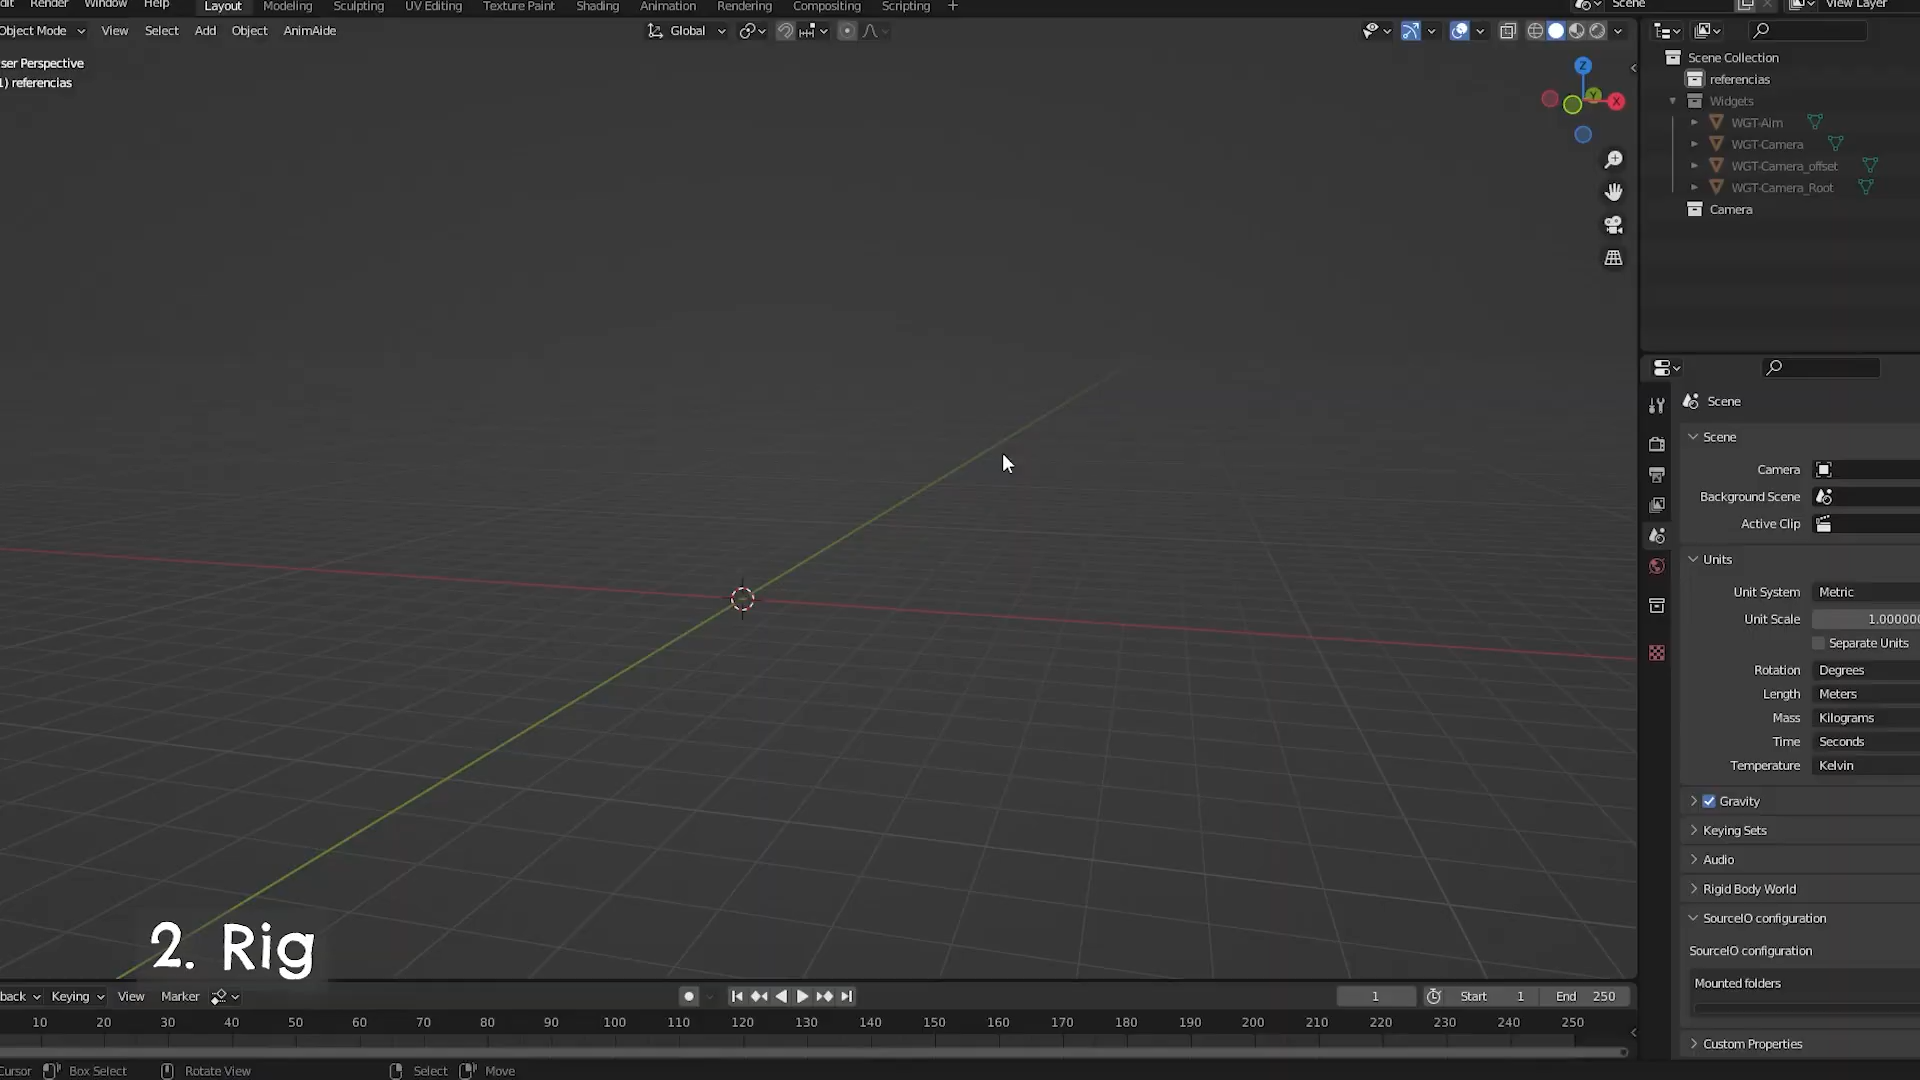 dit Render Window Help Layout Modeling Sculpting UV Editing Texture Paint Shading Animation Rendering Compositing Scripting + Scene View Layer
Object Mode View Select Add Object AnimAide Global
ser Perspective
1) referencias
Z
Y
X
Scene Collection
referencias
Widgets
WGT-Aim
WGT-Camera
WGT-Camera_offset
WGT-Camera_Root
Camera
Scene
Scene
Camera
Background Scene
Active Clip
Units
Unit System Metric
Unit Scale 1.000000
Separate Units
Rotation Degrees
Length Meters
Mass Kilograms
Time Seconds
Temperature Kelvin
Gravity
Keying Sets
Audio
Rigid Body World
SourceIO configuration
SourceIO configuration
Mounted folders
Custom Properties
2. Rig
back Keying View Marker 1 Start 1 End 250
10 20 30 40 50 60 70 80 90 100 110 120 130 140 150 160 170 180 190 200 210 220 230 240 250
Cursor Box Select Rotate View Select Move